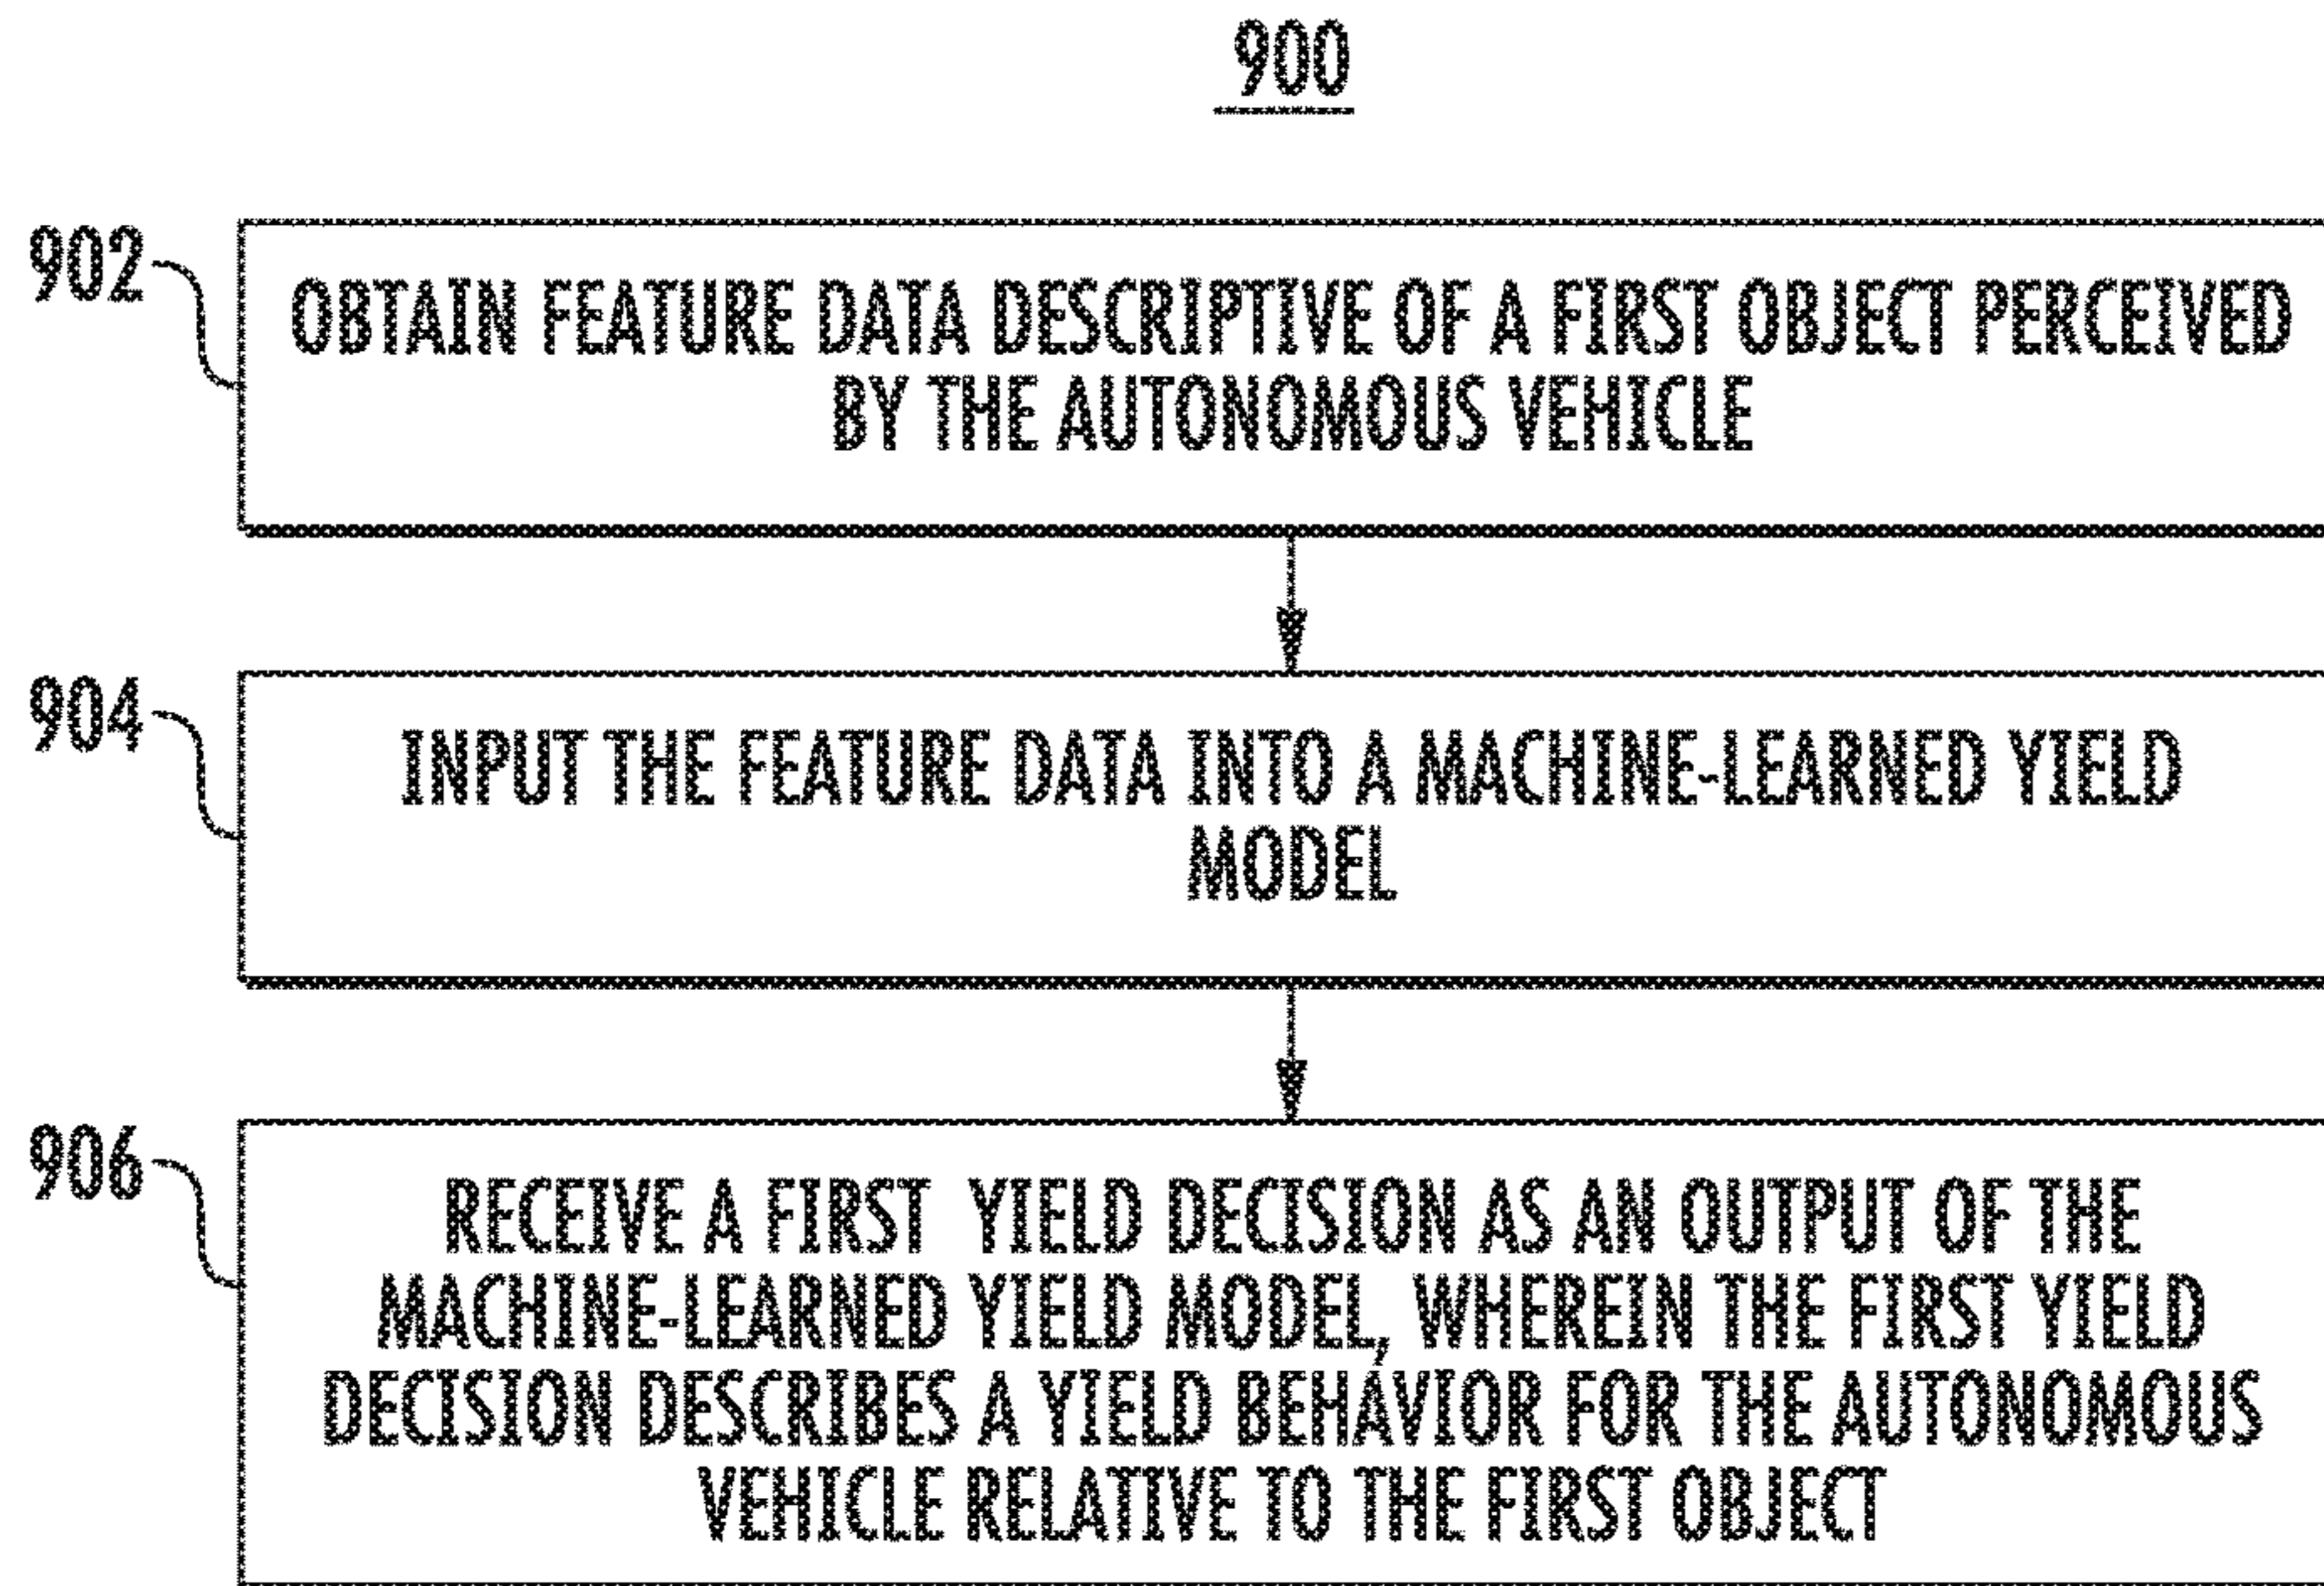 900
902
OBTAIN FEATURE DATA DESCRIPTIVE OF A FIRST OBJECT PERCEIVED
BY THE AUTONOMOUS VEHICLE
904
INPUT THE FEATURE DATA INTO A MACHINE-LEARNED YIELD
MODEL
906
RECEIVE A FIRST YIELD DECISION AS AN OUTPUT OF THE
MACHINE-LEARNED YIELD MODEL, WHEREIN THE FIRST YIELD
DECISION DESCRIBES A YIELD BEHAVIOR FOR THE AUTONOMOUS
VEHICLE RELATIVE TO THE FIRST OBJECT